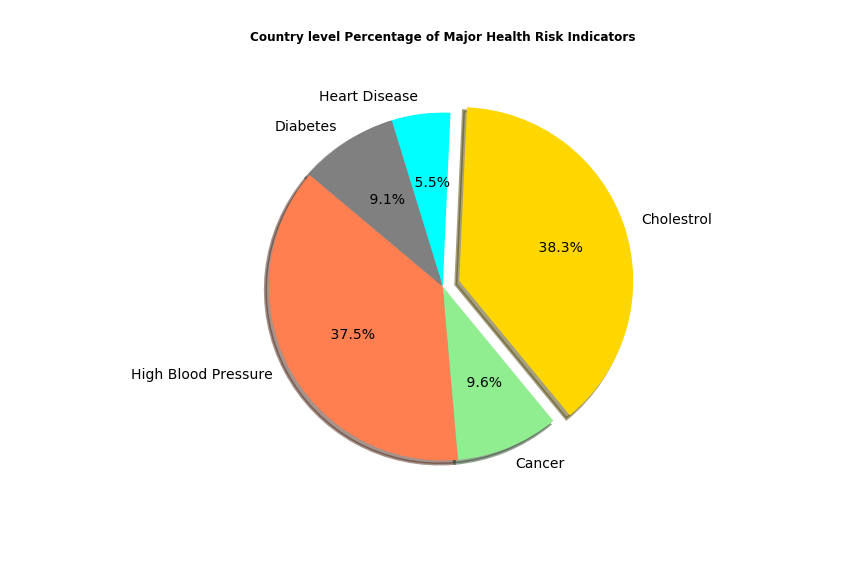 Country level Percentage of Major Health Risk Indicators
Heart Disease
Diabetes
5.5%
9.1%
Cholestrol
38.3%
37.5%
High Blood Pressure
9.6%
Cancer